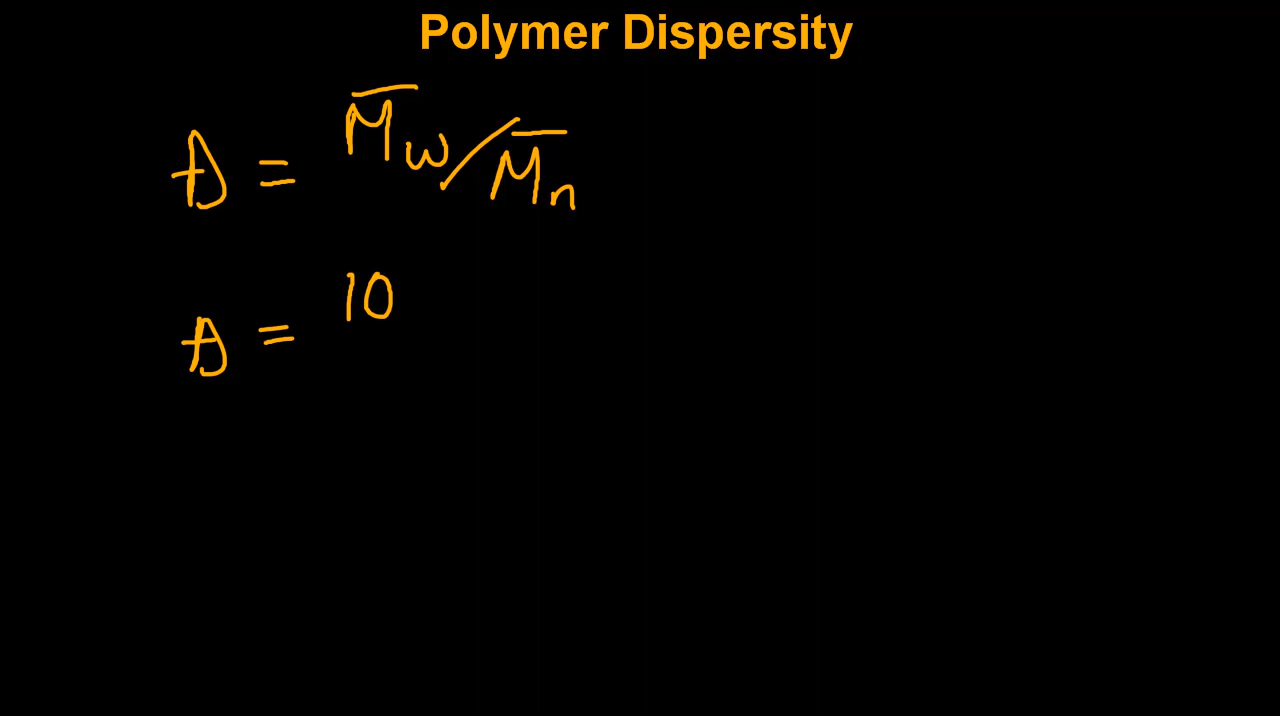 Polymer Dispersity
Đ = M̅w/M̅n
Đ = 10